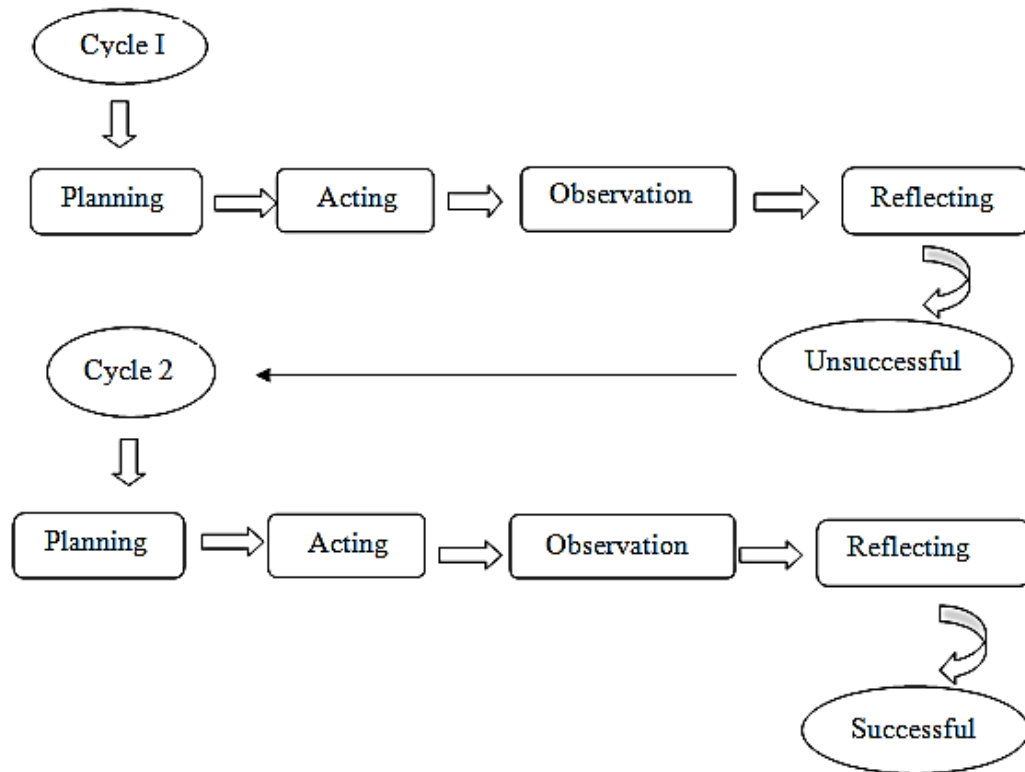 Cycle I
Planning
Acting
Observation
Reflecting
Unsuccessful
Cycle 2
Planning
Acting
Observation
Reflecting
Successful